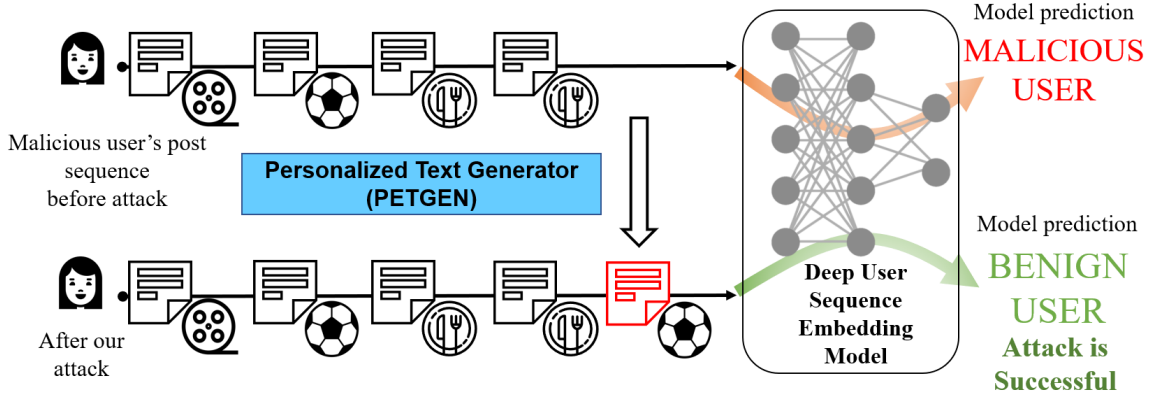 Model prediction
MALICIOUS
USER
Malicious user's post
sequence
before attack
Personalized Text Generator
(PETGEN)
Model prediction
BENIGN
USER
Attack is
Successful
Deep User
Sequence
Embedding
Model
After our
attack